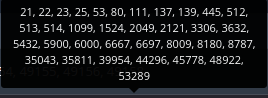 21, 22, 23, 25, 53, 80, 111, 137, 139, 445, 512,
513, 514, 1099, 1524, 2049, 2121, 3306, 3632,
5432, 5900, 6000, 6667, 6697, 8009, 8180, 8787,
35043, 35811, 39954, 44296, 45778, 48922,
53289